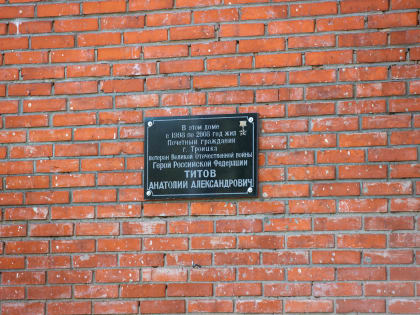 В этом доме
с 1998 по 2008 год жил
Почетный гражданин
г. Троицка
ветеран Великой Отечественной войны
Герой Российской Федерации
ТИТОВ
АНАТОЛИЙ АЛЕКСАНДРОВИЧ